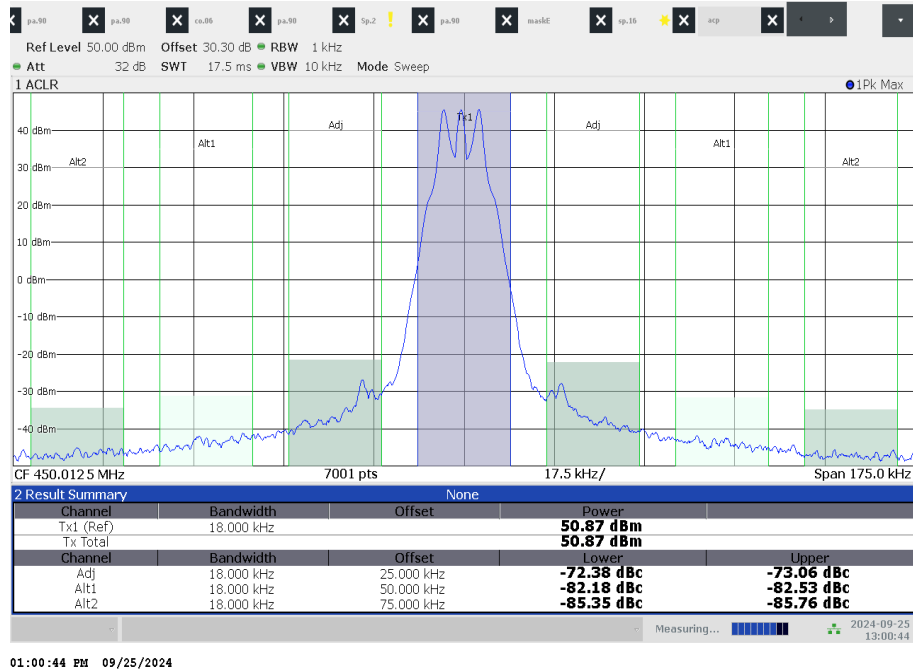 pa.90 pa.90 co.06 pa.90 Sp.2 pa.90 maskE sp.16 acp
Ref Level 50.00 dBm Offset 30.30 dB RBW 1 kHz
Att 32 dB SWT 17.5 ms VBW 10 kHz Mode Sweep
1 ACLR 1Pk Max
Tx1
Adj Adj
40 dBm
Alt1 Alt1
Alt2 Alt2
30 dBm
20 dBm
10 dBm
0 dBm
-10 dBm
-20 dBm
-30 dBm
-40 dBm
CF 450.0125 MHz 7001 pts 17.5 kHz/ Span 175.0 kHz
2 Result Summary None
Channel Bandwidth Offset Power
Tx1 (Ref) 18.000 kHz 50.87 dBm
Tx Total 50.87 dBm
Channel Bandwidth Offset Lower Upper
Adj 18.000 kHz 25.000 kHz -72.38 dBc -73.06 dBc
Alt1 18.000 kHz 50.000 kHz -82.18 dBc -82.53 dBc
Alt2 18.000 kHz 75.000 kHz -85.35 dBc -85.76 dBc
Measuring... 2024-09-25
13:00:44
01:00:44 PM 09/25/2024